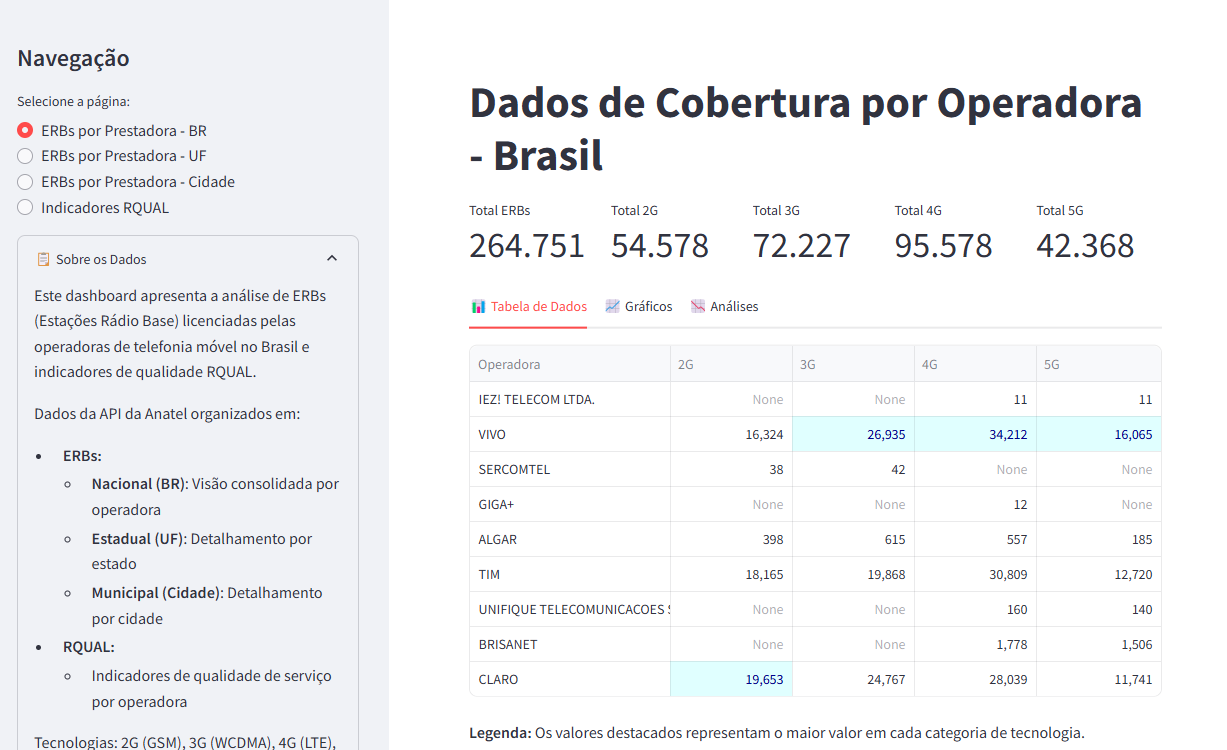 Navegação
Selecione a página:
ERBs por Prestadora - BR
ERBs por Prestadora - UF
ERBs por Prestadora - Cidade
Indicadores RQUAL
Sobre os Dados
Este dashboard apresenta a análise de ERBs
(Estações Rádio Base) licenciadas pelas
operadoras de telefonia móvel no Brasil e
indicadores de qualidade RQUAL.
Dados da API da Anatel organizados em:
• ERBs:
○ Nacional (BR): Visão consolidada por
operadora
○ Estadual (UF): Detalhamento por
estado
○ Municipal (Cidade): Detalhamento
por cidade
• RQUAL:
○ Indicadores de qualidade de serviço
por operadora
Tecnologias: 2G (GSM), 3G (WCDMA), 4G (LTE),
Dados de Cobertura por Operadora
- Brasil
Total ERBs Total 2G Total 3G Total 4G Total 5G
264.751 54.578 72.227 95.578 42.368
Tabela de Dados Gráficos Análises
Operadora 2G 3G 4G 5G
IEZ! TELECOM LTDA. None None 11 11
VIVO 16,324 26,935 34,212 16,065
SERCOMTEL 38 42 None None
GIGA+ None None 12 None
ALGAR 398 615 557 185
TIM 18,165 19,868 30,809 12,720
UNIFIQUE TELECOMUNICACOES None None 160 140
BRISANET None None 1,778 1,506
CLARO 19,653 24,767 28,039 11,741
Legenda: Os valores destacados representam o maior valor em cada categoria de tecnologia.